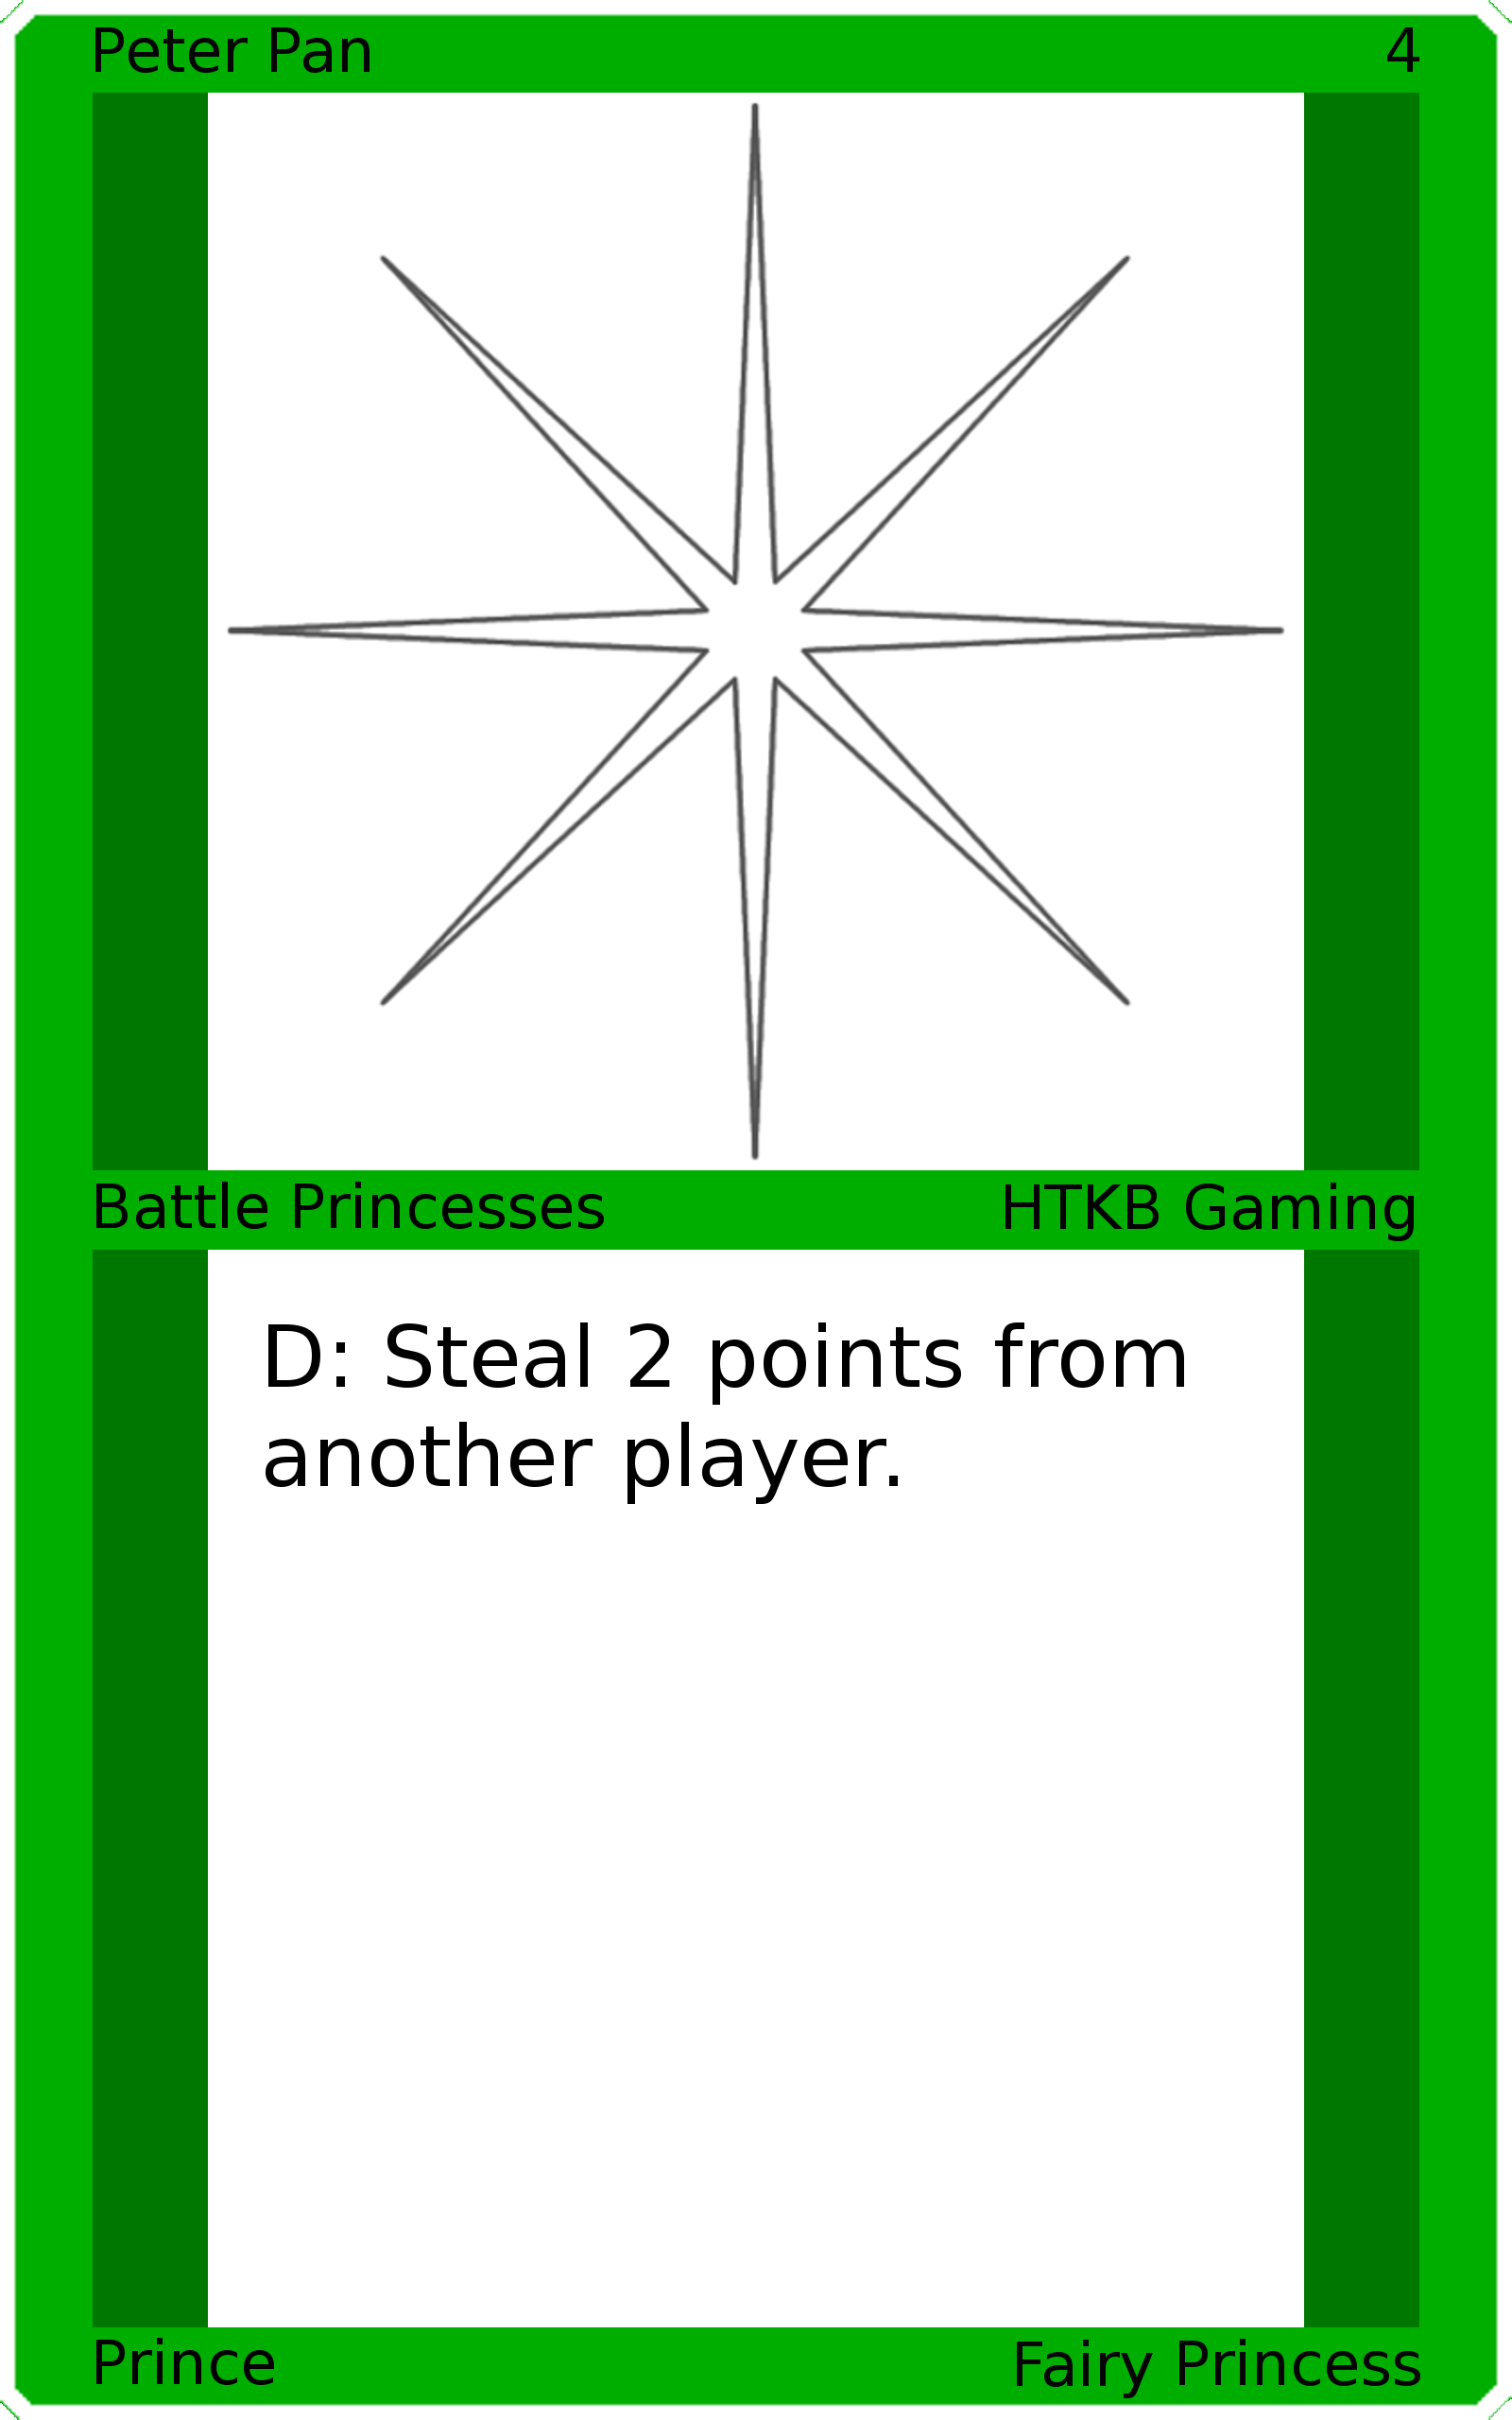 Peter Pan 4
Battle Princesses HTKB Gaming
D: Steal 2 points from
another player.
Prince Fairy Princess